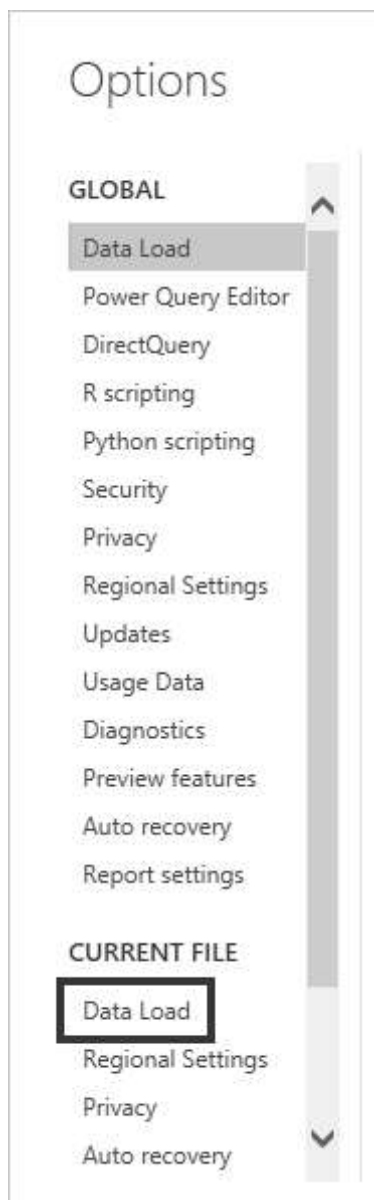 Options
GLOBAL
Data Load
Power Query Editor
DirectQuery
R scripting
Python scripting
Security
Privacy
Regional Settings
Updates
Usage Data
Diagnostics
Preview features
Auto recovery
Report settings
CURRENT FILE
Data Load
Regional Settings
Privacy
Auto recovery